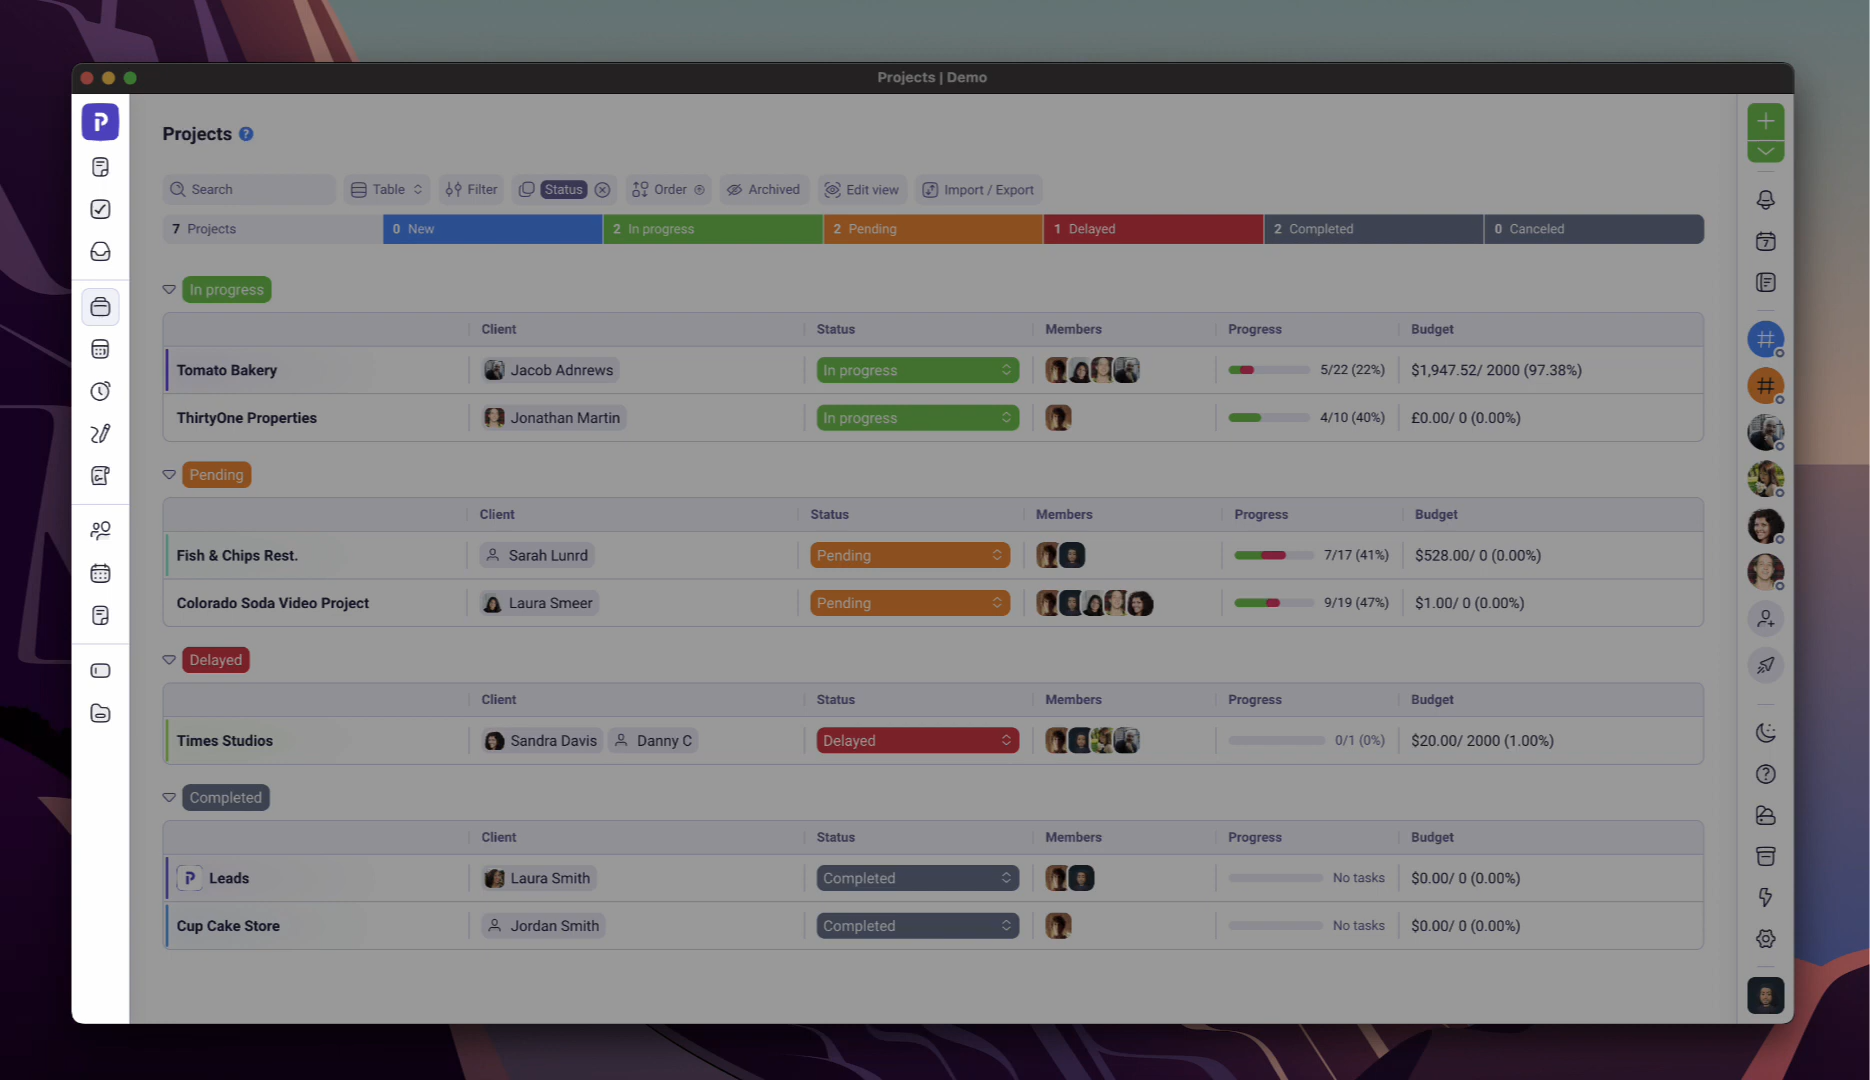 Projects | Demo
Projects ?
Search Table Filter Status Order Archived Edit view Import / Export
7 Projects 0 New 2 In progress 2 Pending 1 Delayed 2 Completed 0 Canceled
In progress
Client Status Members Progress Budget
Tomato Bakery Jacob Adnrews In progress 5/22 (22%) $1,947.52/ 2000 (97.38%)
ThirtyOne Properties Jonathan Martin In progress 4/10 (40%) £0.00/ 0 (0.00%)
Pending
Client Status Members Progress Budget
Fish & Chips Rest. Sarah Lunrd Pending 7/17 (41%) $528.00/ 0 (0.00%)
Colorado Soda Video Project Laura Smeer Pending 9/19 (47%) $1.00/ 0 (0.00%)
Delayed
Client Status Members Progress Budget
Times Studios Sandra Davis Danny C Delayed 0/1 (0%) $20.00/ 2000 (1.00%)
Completed
Client Status Members Progress Budget
Leads Laura Smith Completed No tasks $0.00/ 0 (0.00%)
Cup Cake Store Jordan Smith Completed No tasks $0.00/ 0 (0.00%)
7
#
#